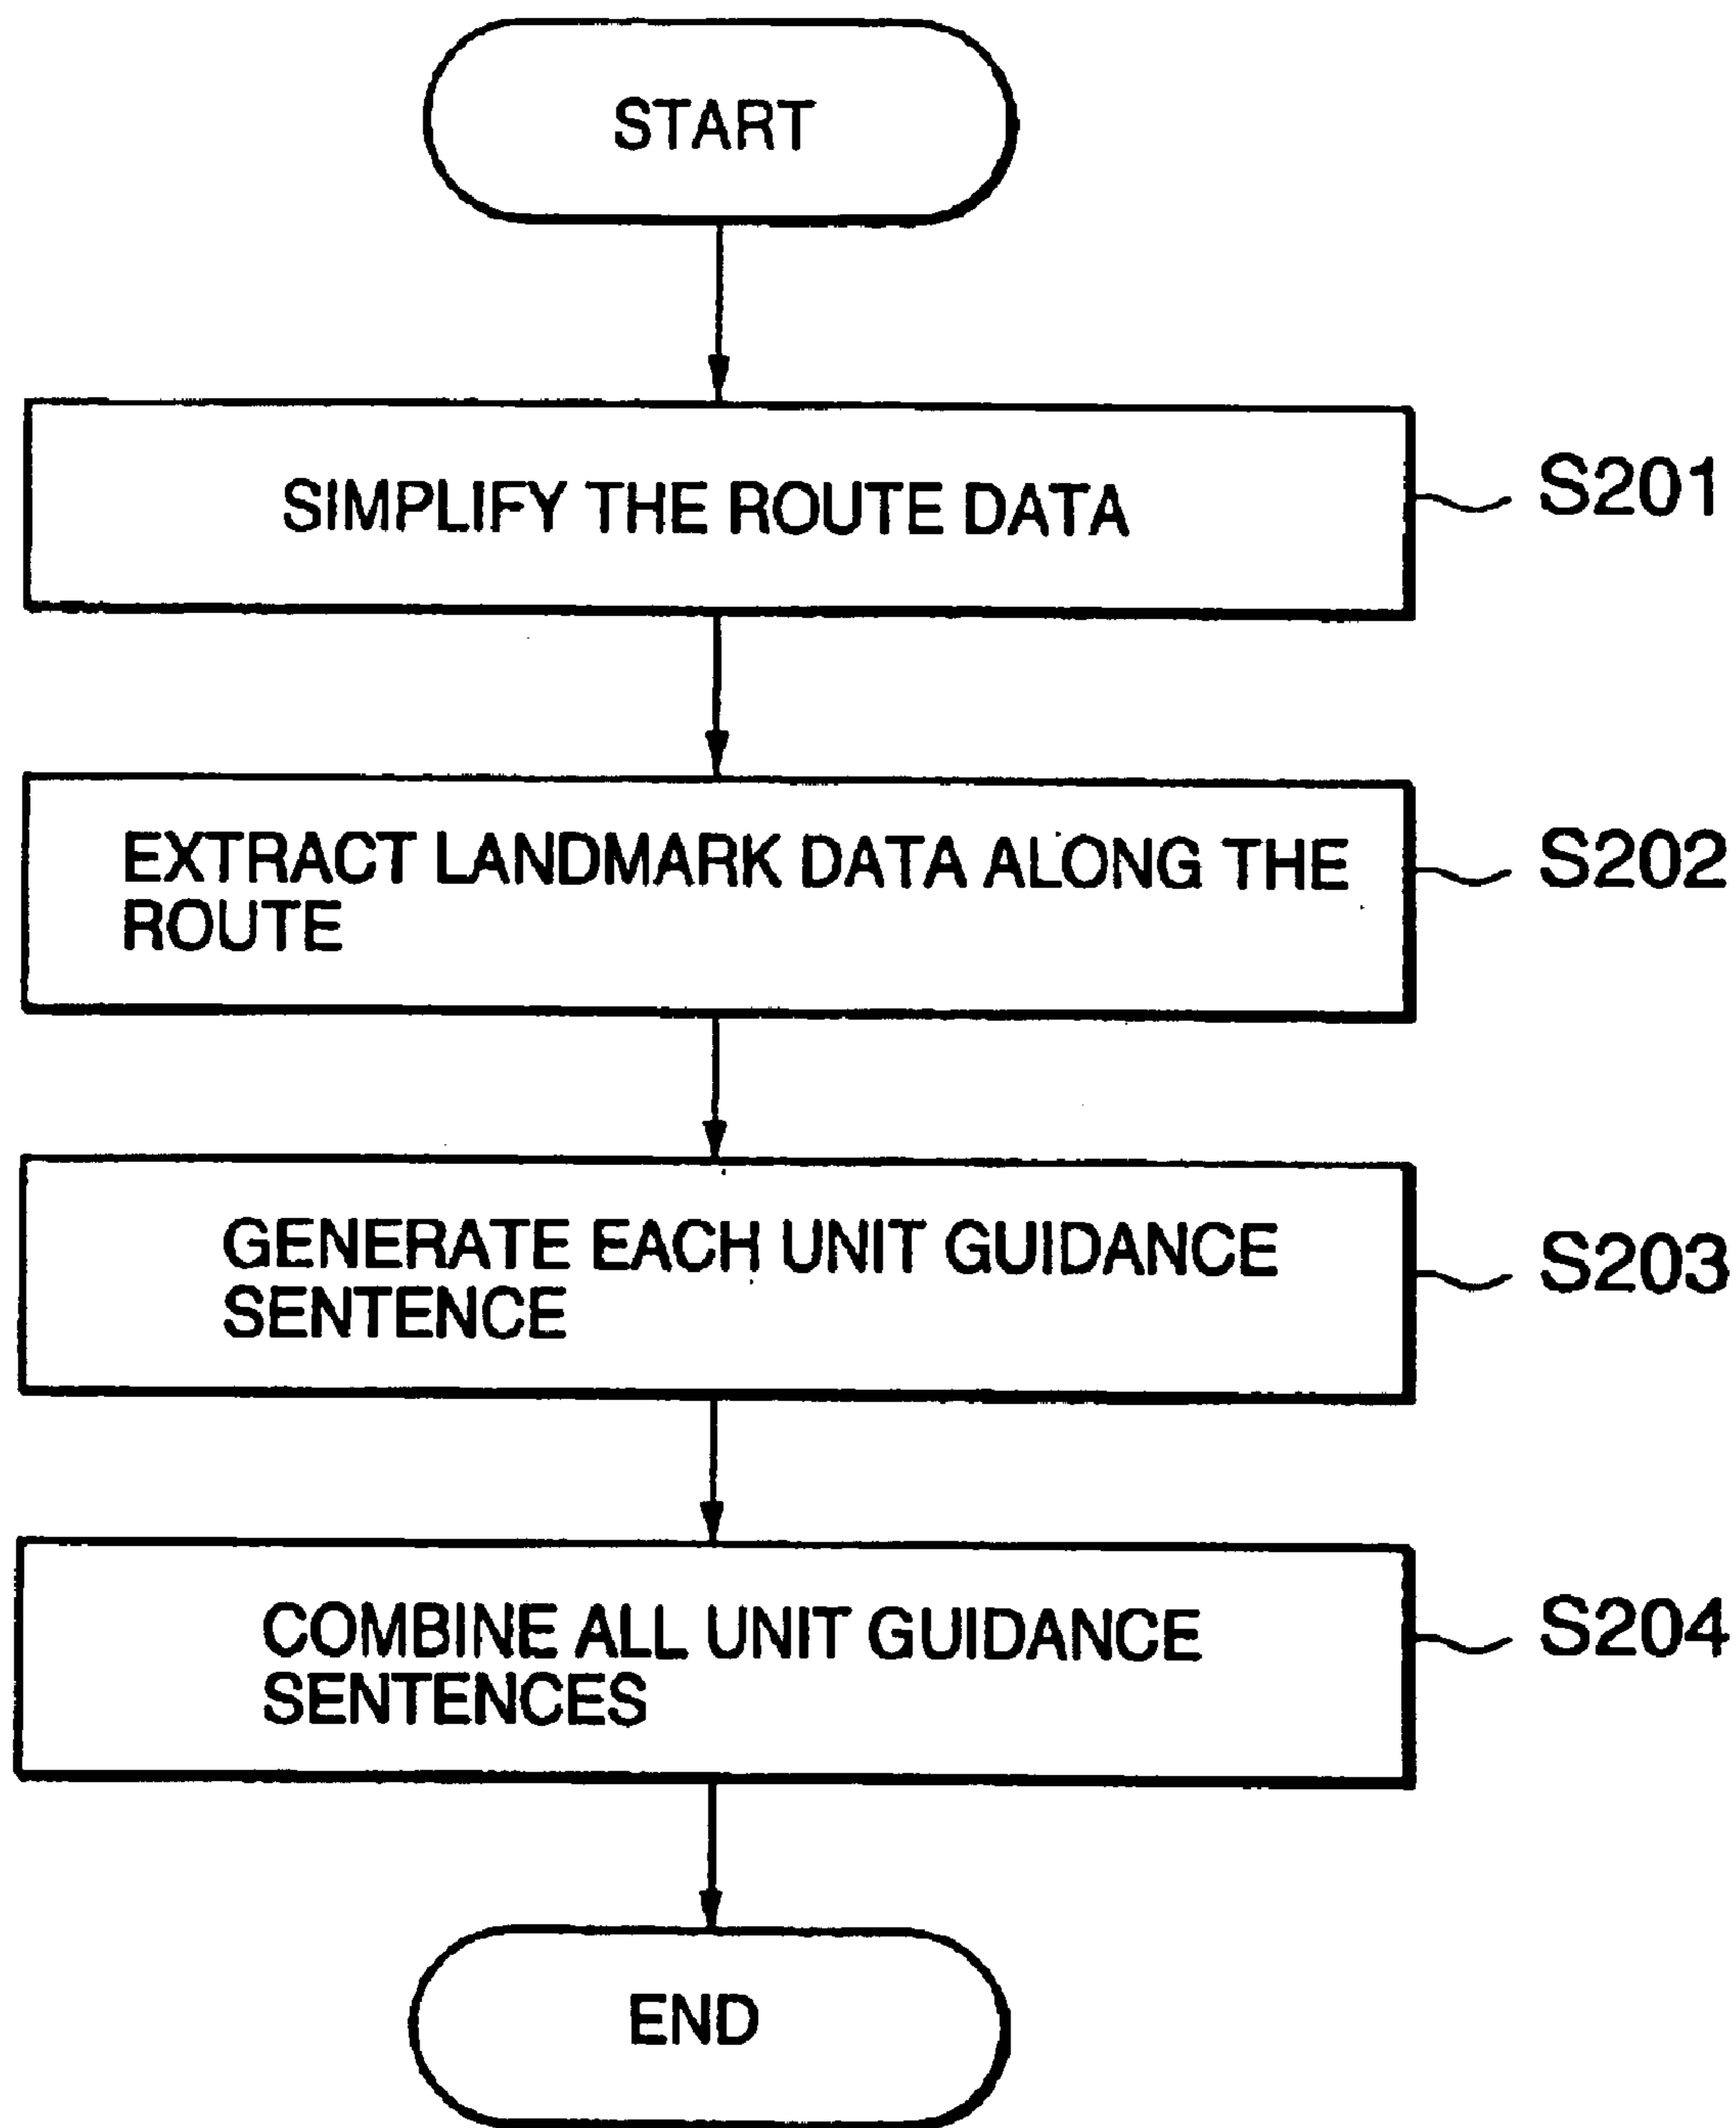 START
SIMPLIFY THE ROUTE DATA
S201
EXTRACT LANDMARK DATA ALONG THE
ROUTE
S202
GENERATE EACH UNIT GUIDANCE
SENTENCE
S203
COMBINE ALL UNIT GUIDANCE
SENTENCES
S204
END